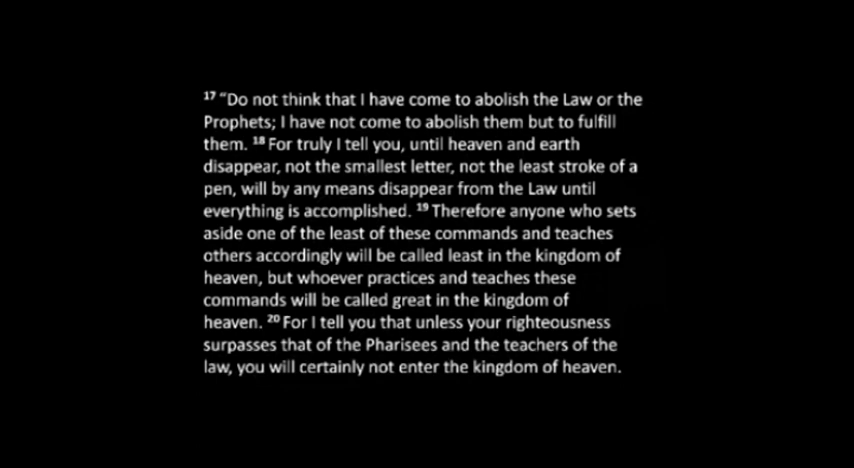 17 "Do not think that I have come to abolish the Law or the
Prophets; I have not come to abolish them but to fulfill
them. 18 For truly I tell you, until heaven and earth
disappear, not the smallest letter, not the least stroke of a
pen, will by any means disappear from the Law until
everything is accomplished. 19 Therefore anyone who sets
aside one of the least of these commands and teaches
others accordingly will be called least in the kingdom of
heaven, but whoever practices and teaches these
commands will be called great in the kingdom of
heaven. 20 For I tell you that unless your righteousness
surpasses that of the Pharisees and the teachers of the
law, you will certainly not enter the kingdom of heaven.